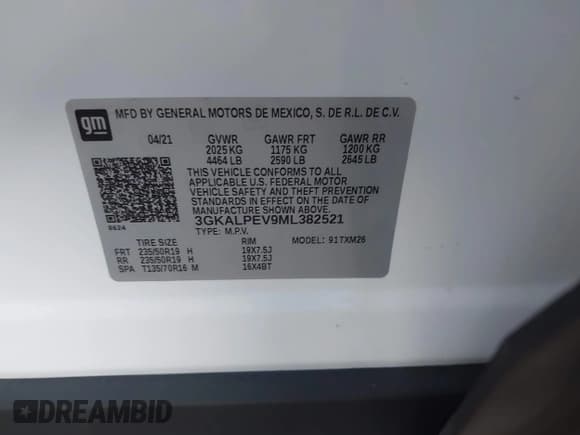 gm
MFD BY GENERAL MOTORS DE MEXICO, S. DE R.L. DE C.V.
04/21 GVWR GAWR FRT GAWR RR
2025 KG 1175 KG 1200 KG
4464 LB 2590 LB 2645 LB
THIS VEHICLE CONFORMS TO ALL
APPLICABLE U.S. FEDERAL MOTOR
VEHICLE SAFETY AND THEFT PREVENTION
STANDARDS IN EFFECT ON THE DATE OF
MANUFACTURE SHOWN ABOVE.
3GKALPEV9ML382521
0624 TYPE: M.P.V.
TIRE SIZE RIM MODEL: 91TXM26
FRT 235/50R19 H 19X7.5J
RR 235/50R19 H 19X7.5J
SPA T135/70R16 M 16X4BT
DREAMBID